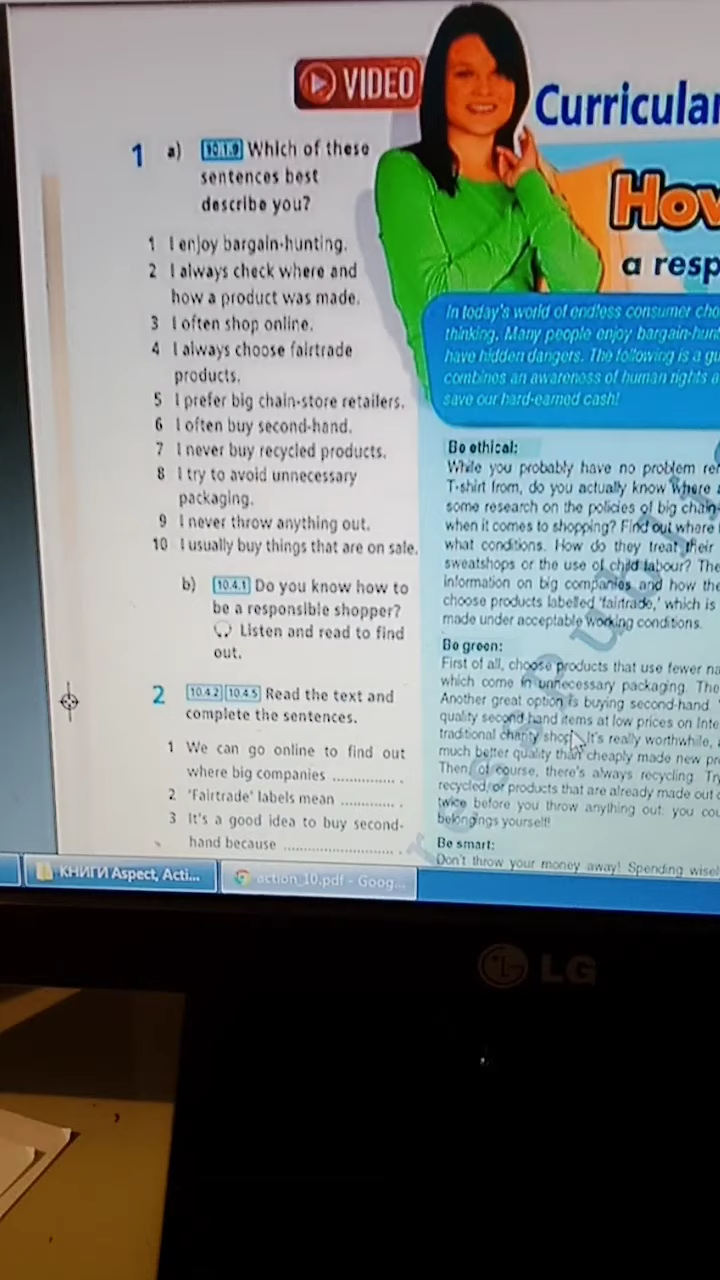 VIDEO
Curricular
1 a) 10.1.9 Which of these
sentences best
describe you?
1 I enjoy bargain-hunting.
2 I always check where and
how a product was made.
3 I often shop online.
4 I always choose fairtrade
products.
5 I prefer big chain-store retailers.
6 I often buy second-hand.
7 I never buy recycled products.
8 I try to avoid unnecessary
packaging.
9 I never throw anything out.
10 I usually buy things that are on sale.
b) 10.4.1 Do you know how to
be a responsible shopper?
Listen and read to find
out.
2 10.4.2 10.4.5 Read the text and
complete the sentences.
1 We can go online to find out
where big companies .............. .
2 'Fairtrade' labels mean ............ .
3 It's a good idea to buy second-
hand because ........................ .
How
a resp
In today's world of endless consumer cho
thinking. Many people enjoy bargain-hun
have hidden dangers. The following is a gu
combines an awareness of human rights a
save our hard-earned cash!
Be ethical:
While you probably have no problem re
T-shirt from, do you actually know where a
some research on the policies of big chain-
when it comes to shopping? Find out where
what conditions. How do they treat their
sweatshops or the use of child labour? The
information on big companies and how the
choose products labelled 'fairtrade,' which is
made under acceptable working conditions.
Be green:
First of all, choose products that use fewer na
which come in unnecessary packaging. The
Another great option is buying second-hand.
quality second hand items at low prices on Inte
traditional charity shop. It's really worthwhile,
much better quality than cheaply made new pr
Then, of course, there's always recycling. Try
recycled, or products that are already made out
twice before you throw anything out: you cou
belongings yourself!
Be smart:
Don't throw your money away! Spending wisel
КНИГИ Aspect, Acti...
action_10.pdf - Goog...
LG